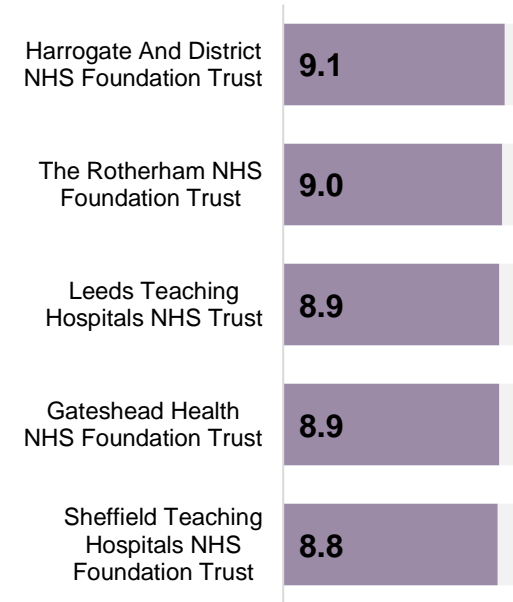 Harrogate And District
NHS Foundation Trust
9.1
The Rotherham NHS
Foundation Trust
9.0
Leeds Teaching
Hospitals NHS Trust
8.9
Gateshead Health
NHS Foundation Trust
8.9
Sheffield Teaching
Hospitals NHS
Foundation Trust
8.8